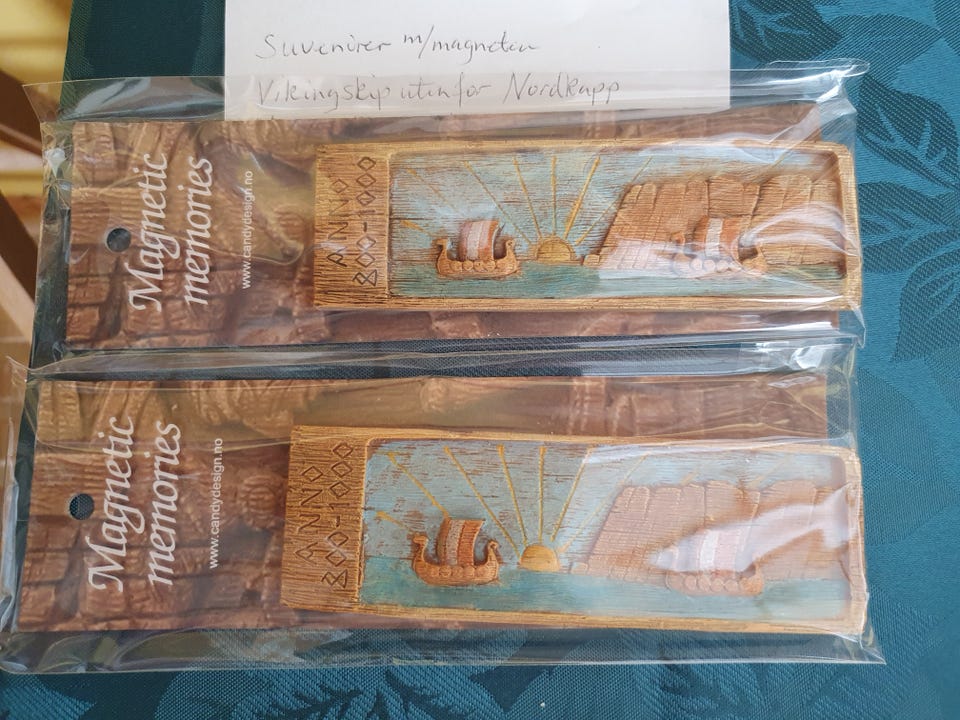 Suvenirer m/magneten
Vikingskip utenfor Nordkapp
Magnetic
memories
www.candydesign.no
ANNO
800-1000
Magnetic
memories
www.candydesign.no
ANNO
800-1000